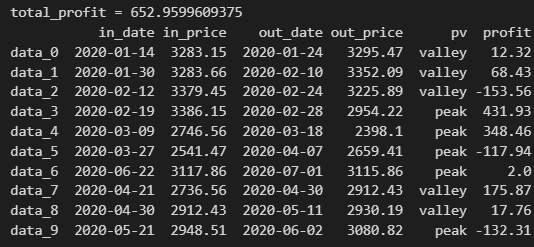 total_profit = 652.9599609375
in_date in_price out_date out_price pv profit
data_0 2020-01-14 3283.15 2020-01-24 3295.47 valley 12.32
data_1 2020-01-30 3283.66 2020-02-10 3352.09 valley 68.43
data_2 2020-02-12 3379.45 2020-02-24 3225.89 valley -153.56
data_3 2020-02-19 3386.15 2020-02-28 2954.22 peak 431.93
data_4 2020-03-09 2746.56 2020-03-18 2398.1 peak 348.46
data_5 2020-03-27 2541.47 2020-04-07 2659.41 peak -117.94
data_6 2020-06-22 3117.86 2020-07-01 3115.86 peak 2.0
data_7 2020-04-21 2736.56 2020-04-30 2912.43 valley 175.87
data_8 2020-04-30 2912.43 2020-05-11 2930.19 valley 17.76
data_9 2020-05-21 2948.51 2020-06-02 3080.82 peak -132.31